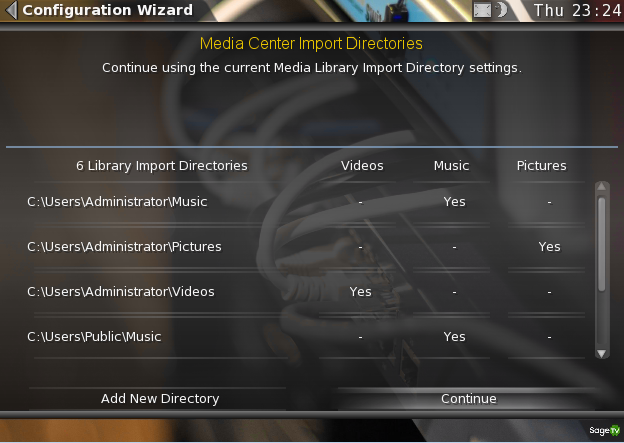 Configuration Wizard Thu 23:24
Media Center Import Directories
Continue using the current Media Library Import Directory settings.
6 Library Import Directories Videos Music Pictures
C:\Users\Administrator\Music - Yes -
C:\Users\Administrator\Pictures - - Yes
C:\Users\Administrator\Videos Yes - -
C:\Users\Public\Music - Yes -
Add New Directory Continue
SageTV